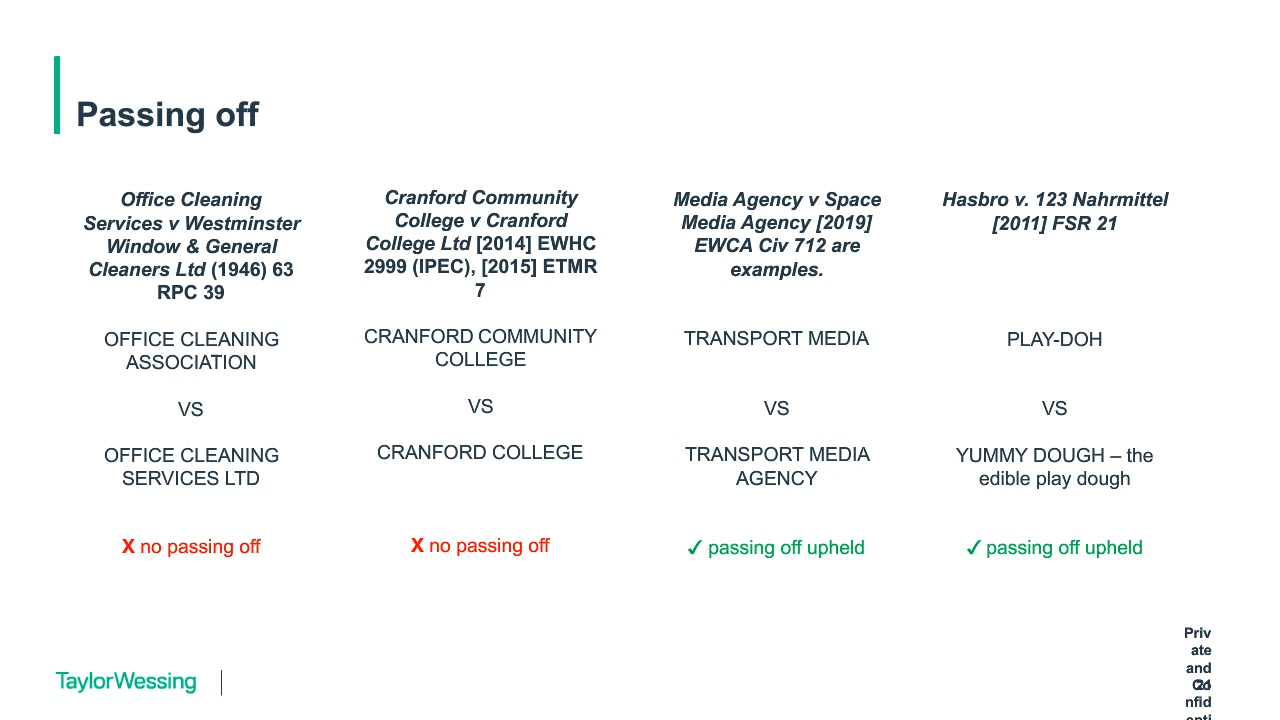 Passing off
Office Cleaning
Services v Westminster
Window & General
Cleaners Ltd (1946) 63
RPC 39
OFFICE CLEANING
ASSOCIATION
VS
OFFICE CLEANING
SERVICES LTD
X no passing off
Cranford Community
College v Cranford
College Ltd [2014] EWHC
2999 (IPEC), [2015] ETMR
7
CRANFORD COMMUNITY
COLLEGE
VS
CRANFORD COLLEGE
X no passing off
Media Agency v Space
Media Agency [2019]
EWCA Civ 712 are
examples.
TRANSPORT MEDIA
VS
TRANSPORT MEDIA
AGENCY
✓ passing off upheld
Hasbro v. 123 Nahrmittel
[2011] FSR 21
PLAY-DOH
VS
YUMMY DOUGH – the
edible play dough
✓ passing off upheld
TaylorWessing
Priv
ate
and
Co
nfid